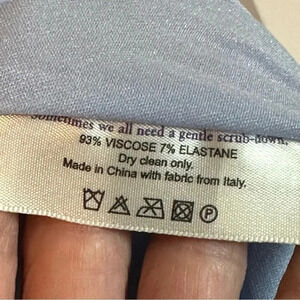 Sometimes we all need a gentle scrub-down,
93% VISCOSE 7% ELASTANE
Dry clean only.
Made in China with fabric from Italy.
P